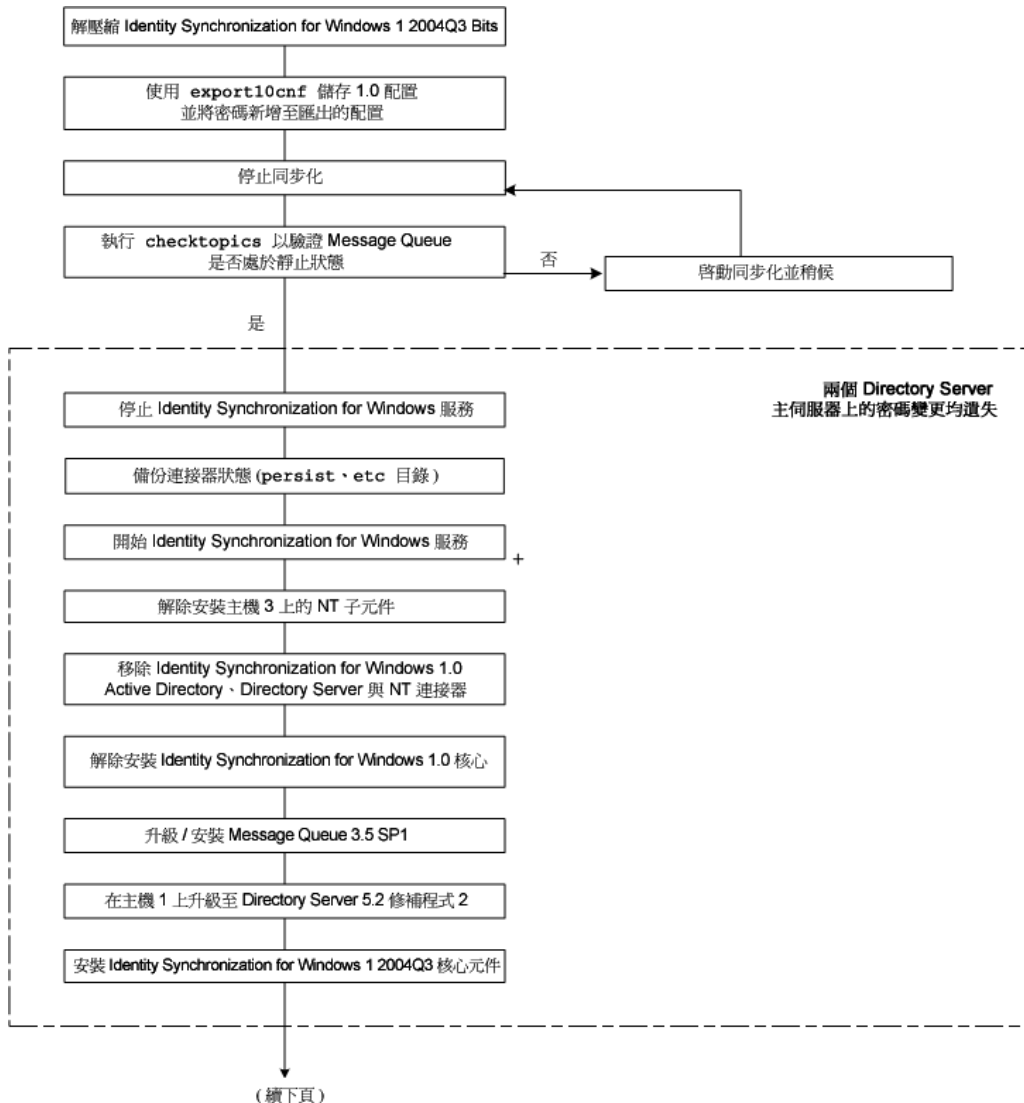 解壓縮 Identity Synchronization for Windows 1 2004Q3 Bits
使用 export10cnf 儲存 1.0 配置
並將密碼新增至匯出的配置
停止同步化
執行 checktopics 以驗證 Message Queue
是否處於靜止狀態
否
啟動同步化並稍候
是
兩個 Directory Server
主伺服器上的密碼變更均遺失
停止 Identity Synchronization for Windows 服務
備份連接器狀態 (persist、etc 目錄)
開始 Identity Synchronization for Windows 服務
+
解除安裝主機 3 上的 NT 子元件
移除 Identity Synchronization for Windows 1.0
Active Directory、Directory Server 與 NT 連接器
解除安裝 Identity Synchronization for Windows 1.0 核心
升級 / 安裝 Message Queue 3.5 SP1
在主機 1 上升級至 Directory Server 5.2 修補程式 2
安裝 Identity Synchronization for Windows 1 2004Q3 核心元件
(續下頁)